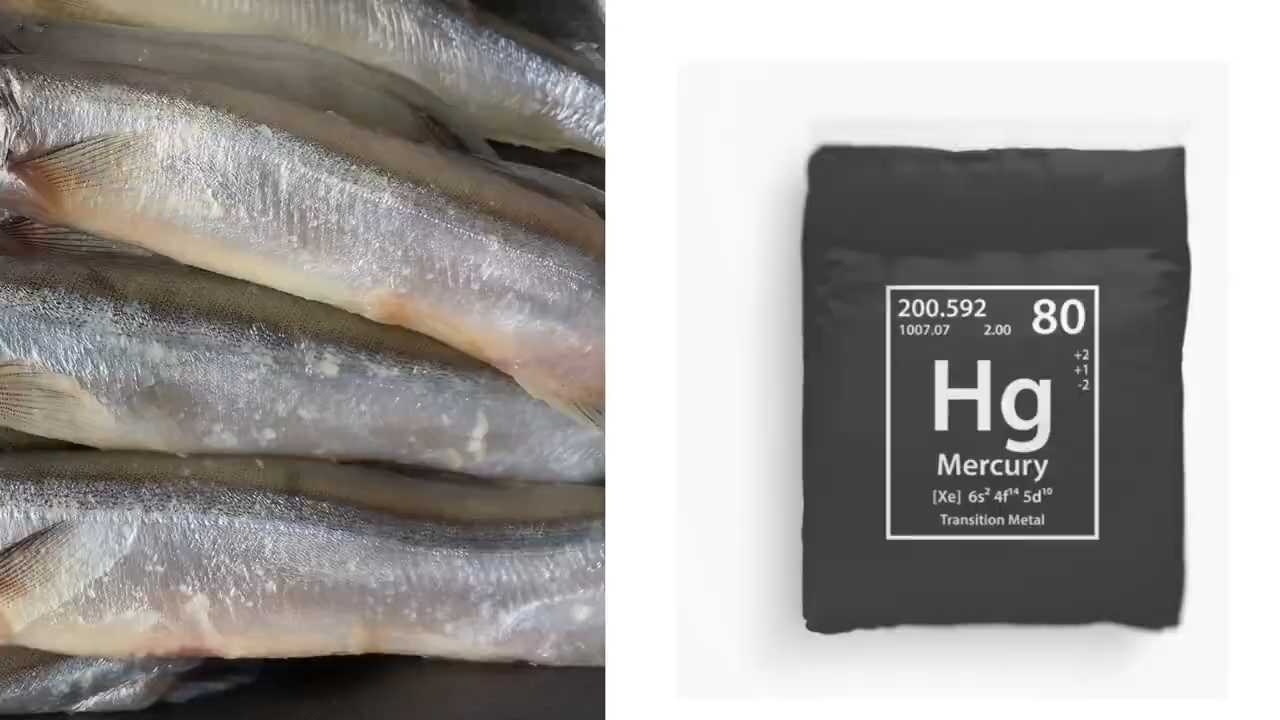 200.592 80
1007.07 2.00
+2
+1
-2
Hg
Mercury
[Xe] 6s² 4f¹⁴ 5d¹⁰
Transition Metal